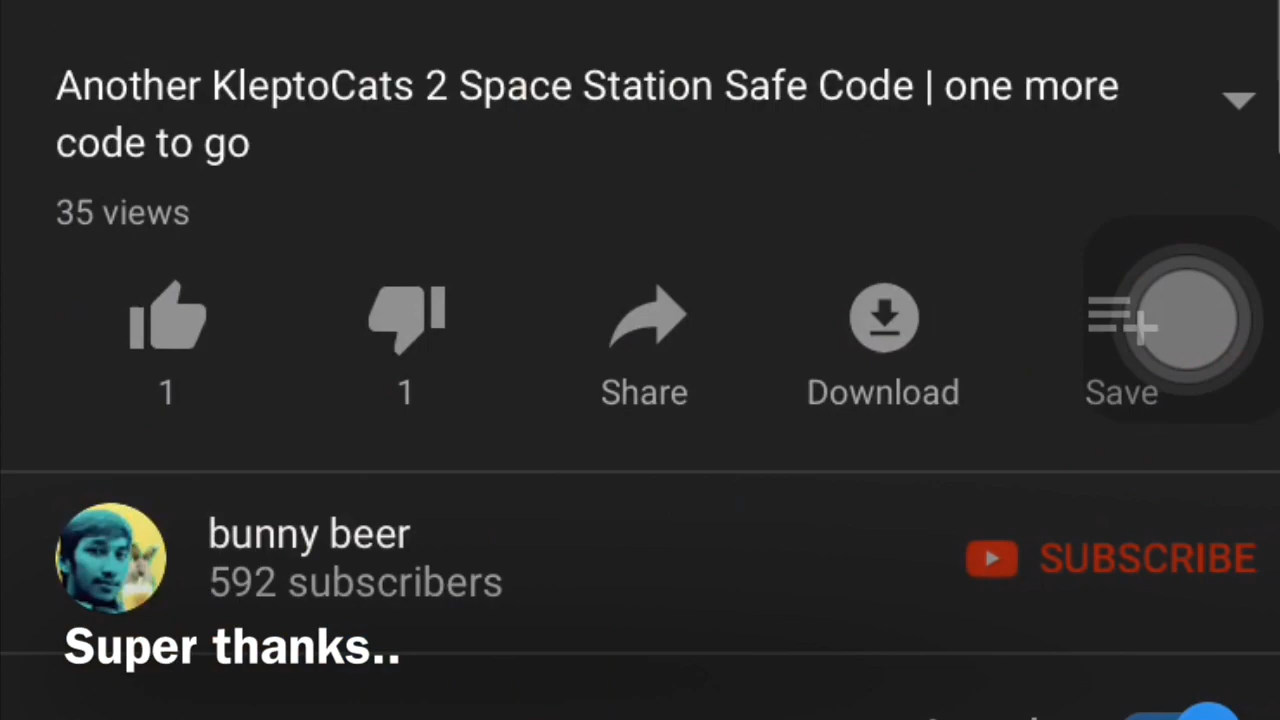 Another KleptoCats 2 Space Station Safe Code | one more
code to go
35 views
1 1 Share Download Save
bunny beer
592 subscribers
SUBSCRIBE
Super thanks..